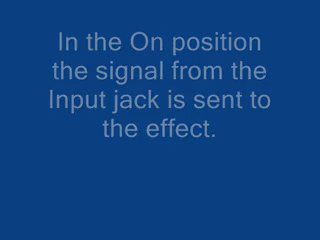 In the On position
the signal from the
Input jack is sent to
the effect.